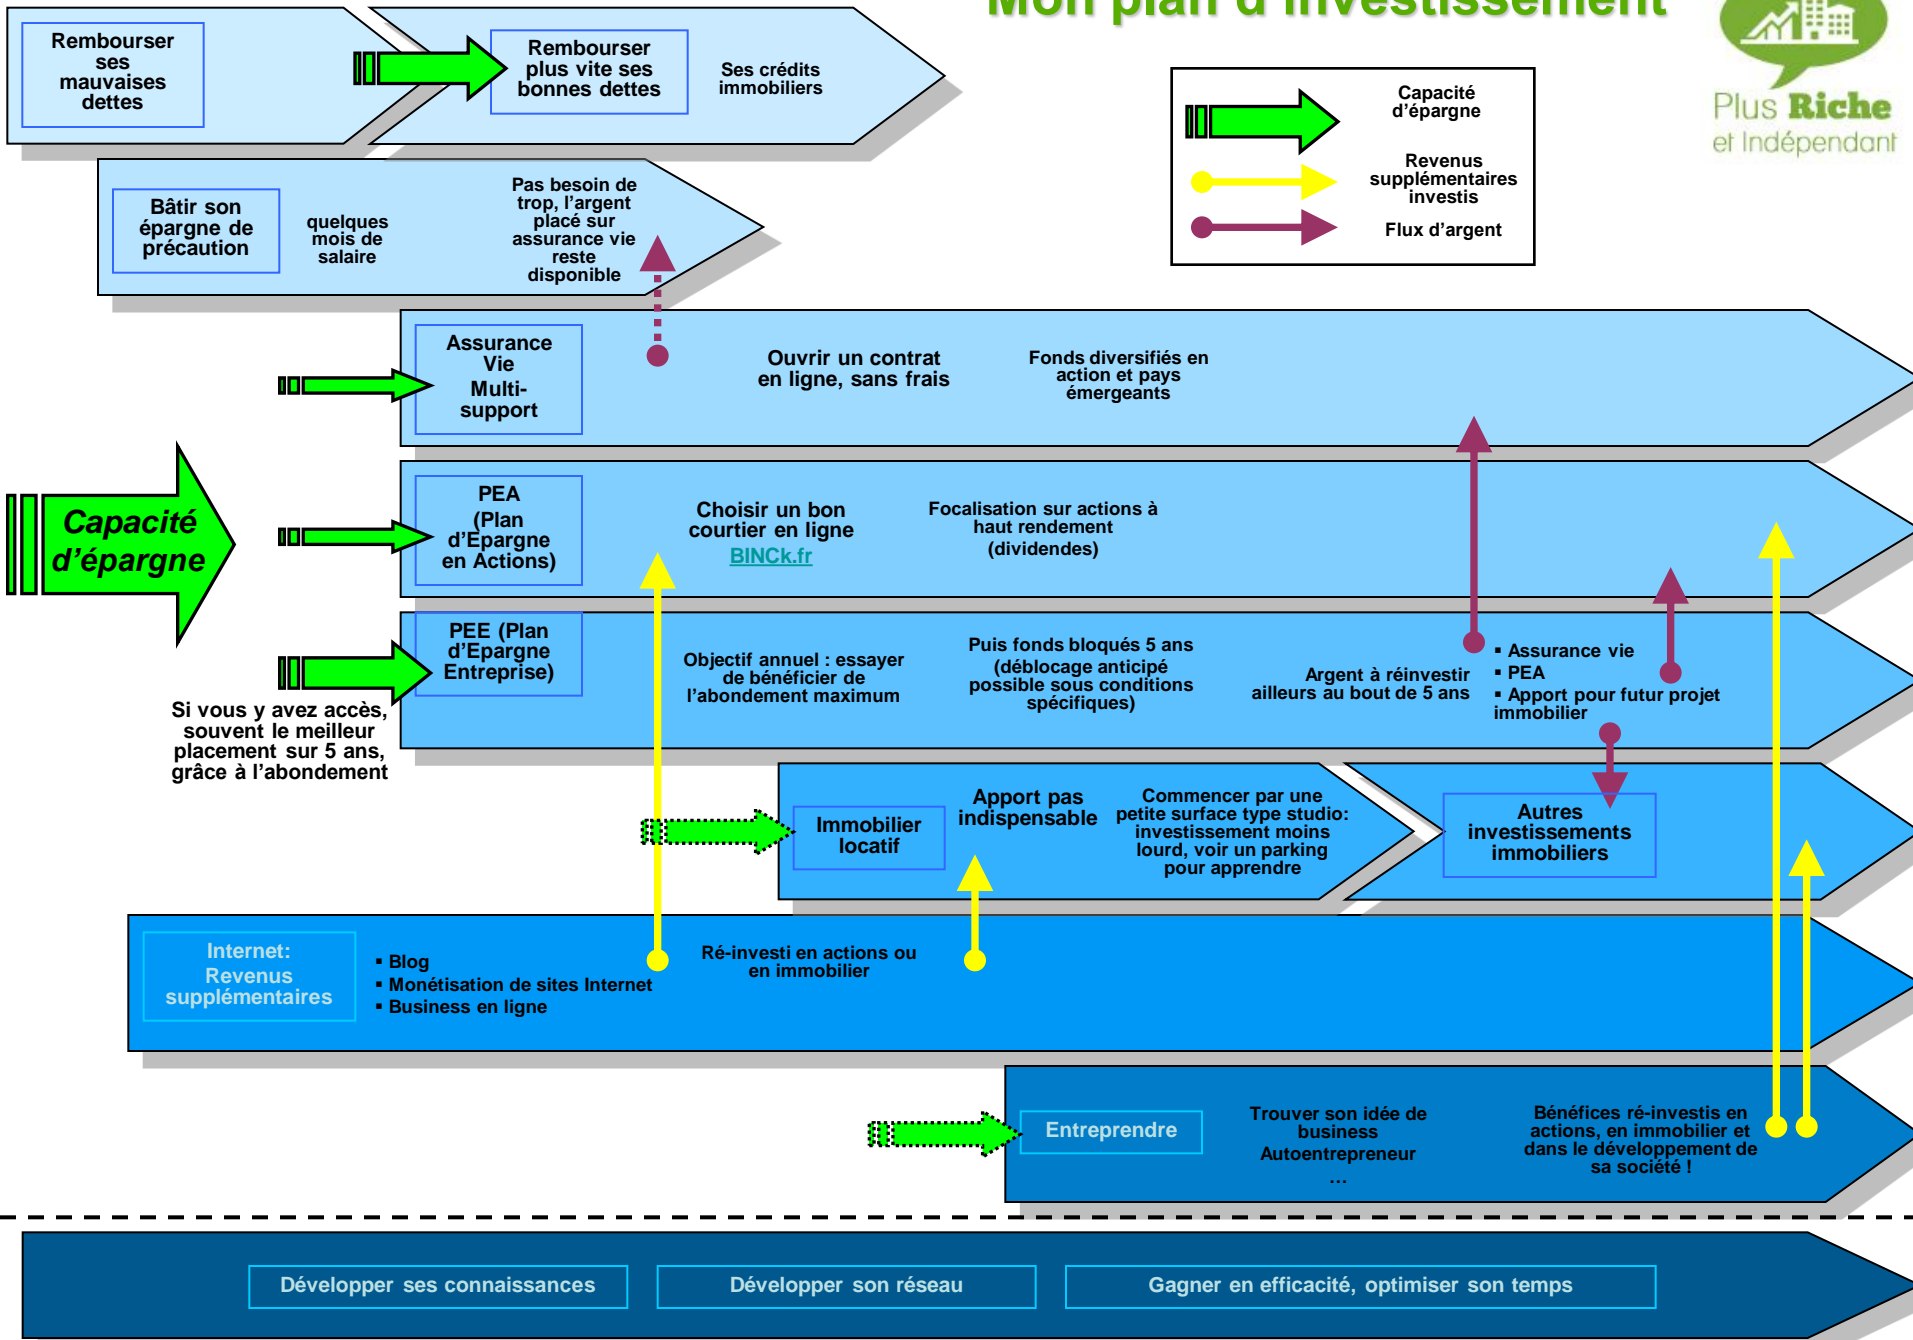 Mon plan d'investissement
Plus Riche
et Indépendant
Rembourser
ses
mauvaises
dettes
Rembourser
plus vite ses
bonnes dettes
Ses crédits
immobiliers
Capacité
d'épargne
Revenus
supplémentaires
investis
Flux d'argent
Bâtir son
épargne de
précaution
quelques
mois de
salaire
Pas besoin de
trop, l'argent
placé sur
assurance vie
reste
disponible
Assurance
Vie
Multi-
support
Ouvrir un contrat
en ligne, sans frais
Fonds diversifiés en
action et pays
émergeants
Capacité
d'épargne
PEA
(Plan
d'Epargne
en Actions)
Choisir un bon
courtier en ligne
BINCk.fr
Focalisation sur actions à
haut rendement
(dividendes)
PEE (Plan
d'Epargne
Entreprise)
Si vous y avez accès,
souvent le meilleur
placement sur 5 ans,
grâce à l'abondement
Objectif annuel : essayer
de bénéficier de
l'abondement maximum
Puis fonds bloqués 5 ans
(déblocage anticipé
possible sous conditions
spécifiques)
Argent à réinvestir
ailleurs au bout de 5 ans
▪ Assurance vie
▪ PEA
▪ Apport pour futur projet
immobilier
Immobilier
locatif
Apport pas
indispensable
Commencer par une
petite surface type studio:
investissement moins
lourd, voir un parking
pour apprendre
Autres
investissements
immobiliers
Internet:
Revenus
supplémentaires
▪ Blog
▪ Monétisation de sites Internet
▪ Business en ligne
Ré-investi en actions ou
en immobilier
Entreprendre
Trouver son idée de
business
Autoentrepreneur
…
Bénéfices ré-investis en
actions, en immobilier et
dans le développement de
sa société !
Développer ses connaissances
Développer son réseau
Gagner en efficacité, optimiser son temps